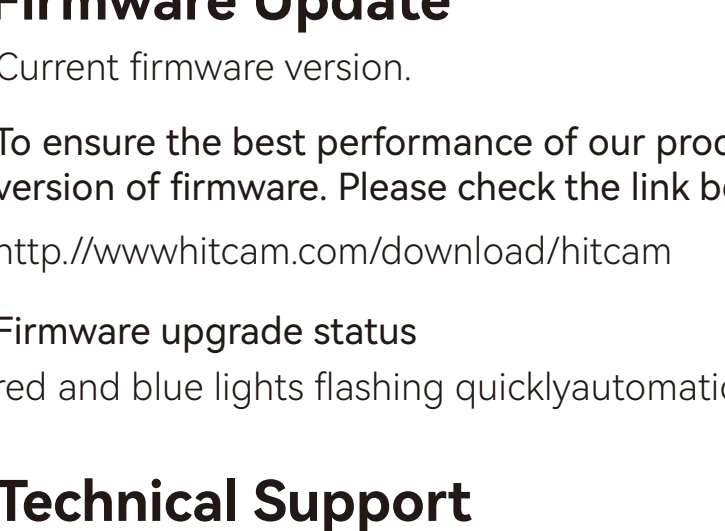 Firmware Update
Current firmware version.
To ensure the best performance of our proc
version of firmware. Please check the link b
http.//wwwhitcam.com/download/hitcam
Firmware upgrade status
red and blue lights flashing quicklyautomatic
Technical Support